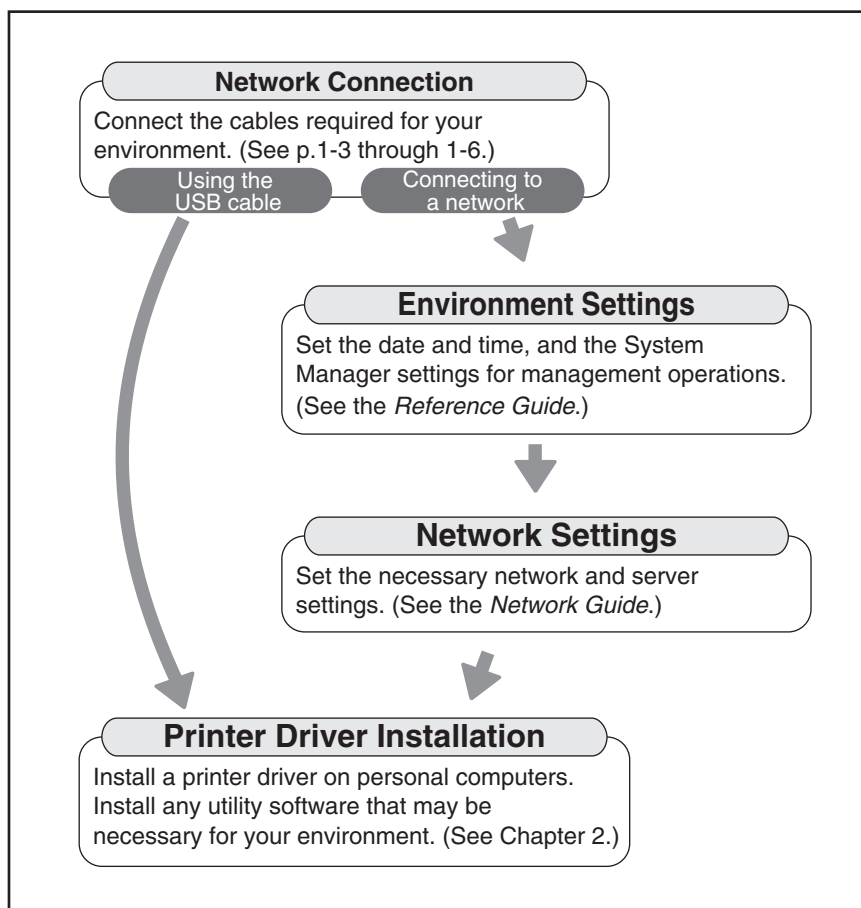 Network Connection
Connect the cables required for your
environment. (See p.1-3 through 1-6.)
Using the
USB cable
Connecting to
a network
Environment Settings
Set the date and time, and the System
Manager settings for management operations.
(See the Reference Guide.)
Network Settings
Set the necessary network and server
settings. (See the Network Guide.)
Printer Driver Installation
Install a printer driver on personal computers.
Install any utility software that may be
necessary for your environment. (See Chapter 2.)